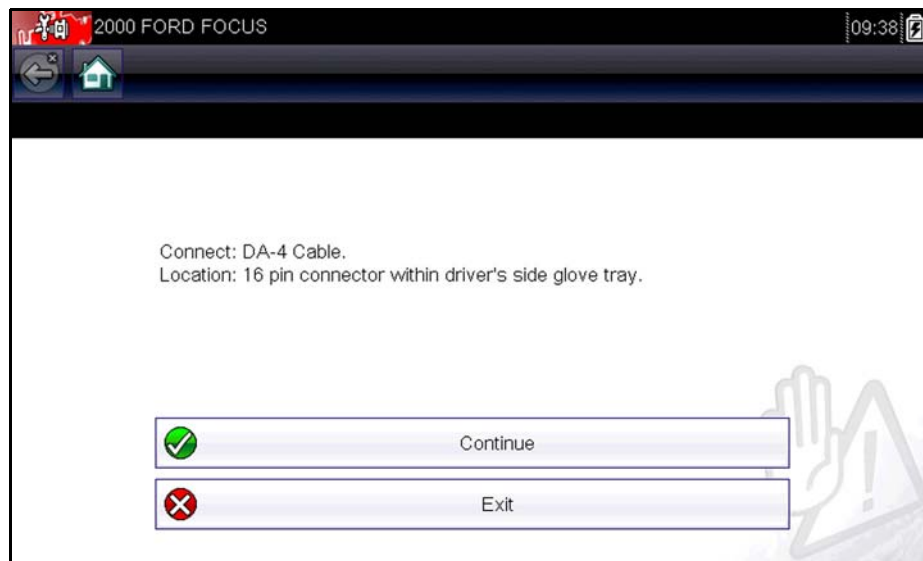 2000 FORD FOCUS
09:38
Connect: DA-4 Cable.
Location: 16 pin connector within driver's side glove tray.
Continue
Exit